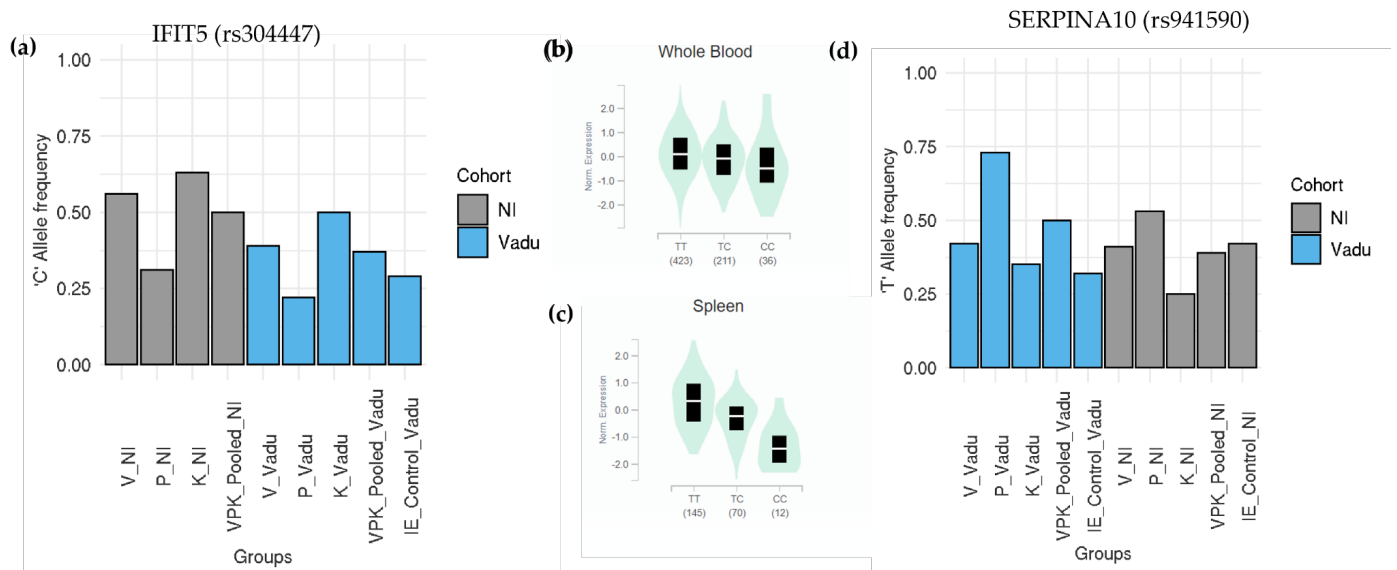 IFIT5 (rs304447)
(a)
1.00
0.75
0.50
0.25
0.00
'C' Allele frequency
V_NI
P_NI
K_NI
VPK_Pooled_NI
V_Vadu
P_Vadu
K_Vadu
VPK_Pooled_Vadu
IE_Control_Vadu
Groups
Cohort
NI
Vadu
(b)
Whole Blood
2.0
1.0
0.0
-1.0
-2.0
Norm. Expression
TT
TC
CC
(423)
(211)
(36)
(c)
Spleen
2.0
1.0
0.0
-1.0
-2.0
Norm. Expression
TT
TC
CC
(145)
(70)
(12)
SERPINA10 (rs941590)
(d)
1.00
0.75
0.50
0.25
0.00
'T' Allele frequency
V_Vadu
P_Vadu
K_Vadu
VPK_Pooled_Vadu
IE_Control_Vadu
V_NI
P_NI
K_NI
VPK_Pooled_NI
IE_Control_NI
Groups
Cohort
NI
Vadu